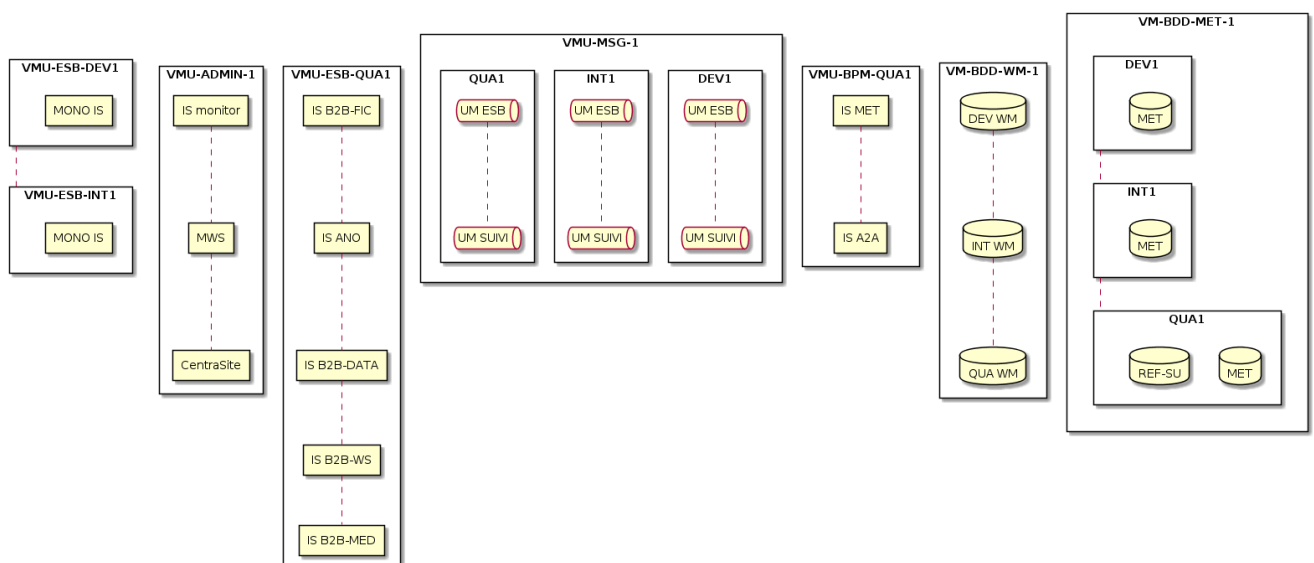 VMU-ESB-DEV1
MONO IS
VMU-ESB-INT1
MONO IS
VMU-ADMIN-1
IS monitor
MWS
CentraSite
VMU-ESB-QUA1
IS B2B-FIC
IS ANO
IS B2B-DATA
IS B2B-WS
IS B2B-MED
VMU-MSG-1
QUA1
UM ESB
UM SUIVI
INT1
UM ESB
UM SUIVI
DEV1
UM ESB
UM SUIVI
VMU-BPM-QUA1
IS MET
IS A2A
VM-BDD-WM-1
DEV WM
INT WM
QUA WM
VM-BDD-MET-1
DEV1
MET
INT1
MET
QUA1
REF-SU
MET